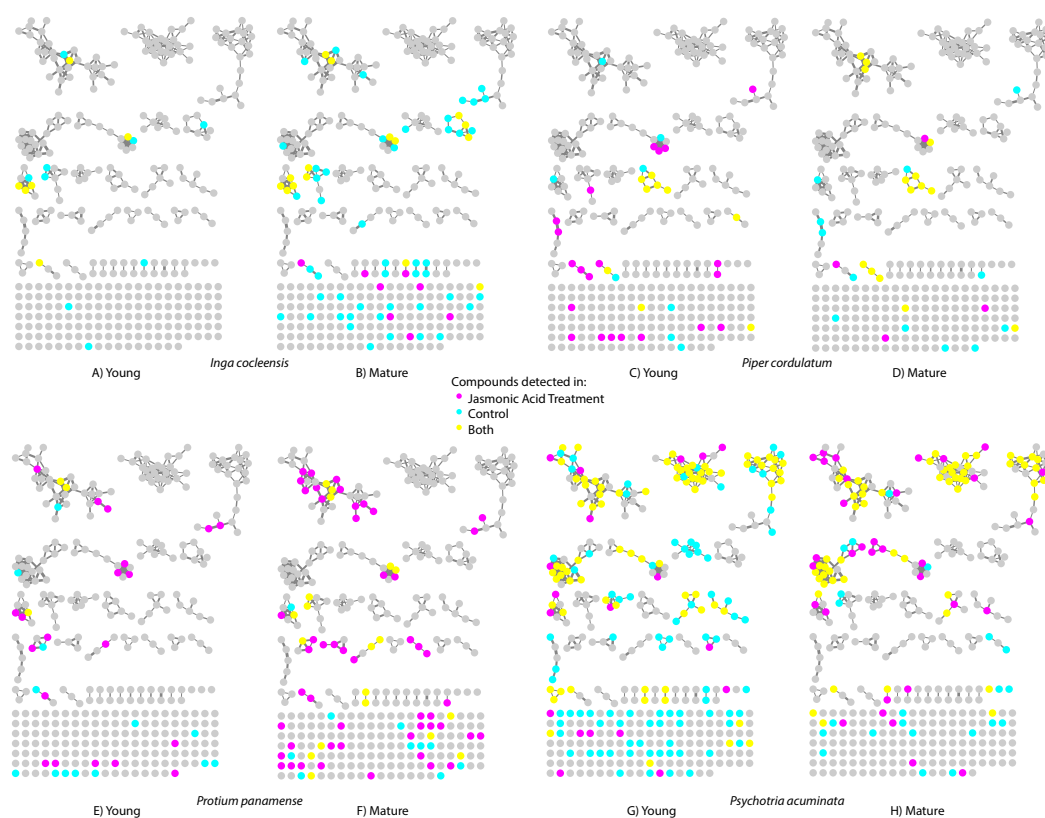 Inga cocleensis
Piper cordulatum
A) Young
B) Mature
C) Young
D) Mature
Compounds detected in:
Jasmonic Acid Treatment
Control
Both
Protium panamense
Psychotria acuminata
E) Young
F) Mature
G) Young
H) Mature